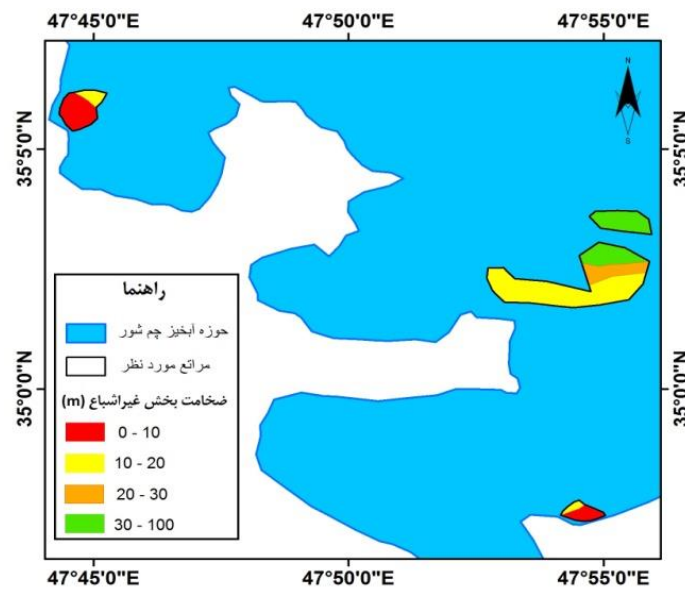 47°45'0"E 47°50'0"E 47°55'0"E
N
S
35°5'0"N 35°5'0"N
راهنما
حوزه آبخیز چم شور
مراتع مورد نظر
ضخامت بخش غیراشباع (m)
0 - 10
10 - 20
20 - 30
30 - 100
35°0'0"N 35°0'0"N
47°45'0"E 47°50'0"E 47°55'0"E